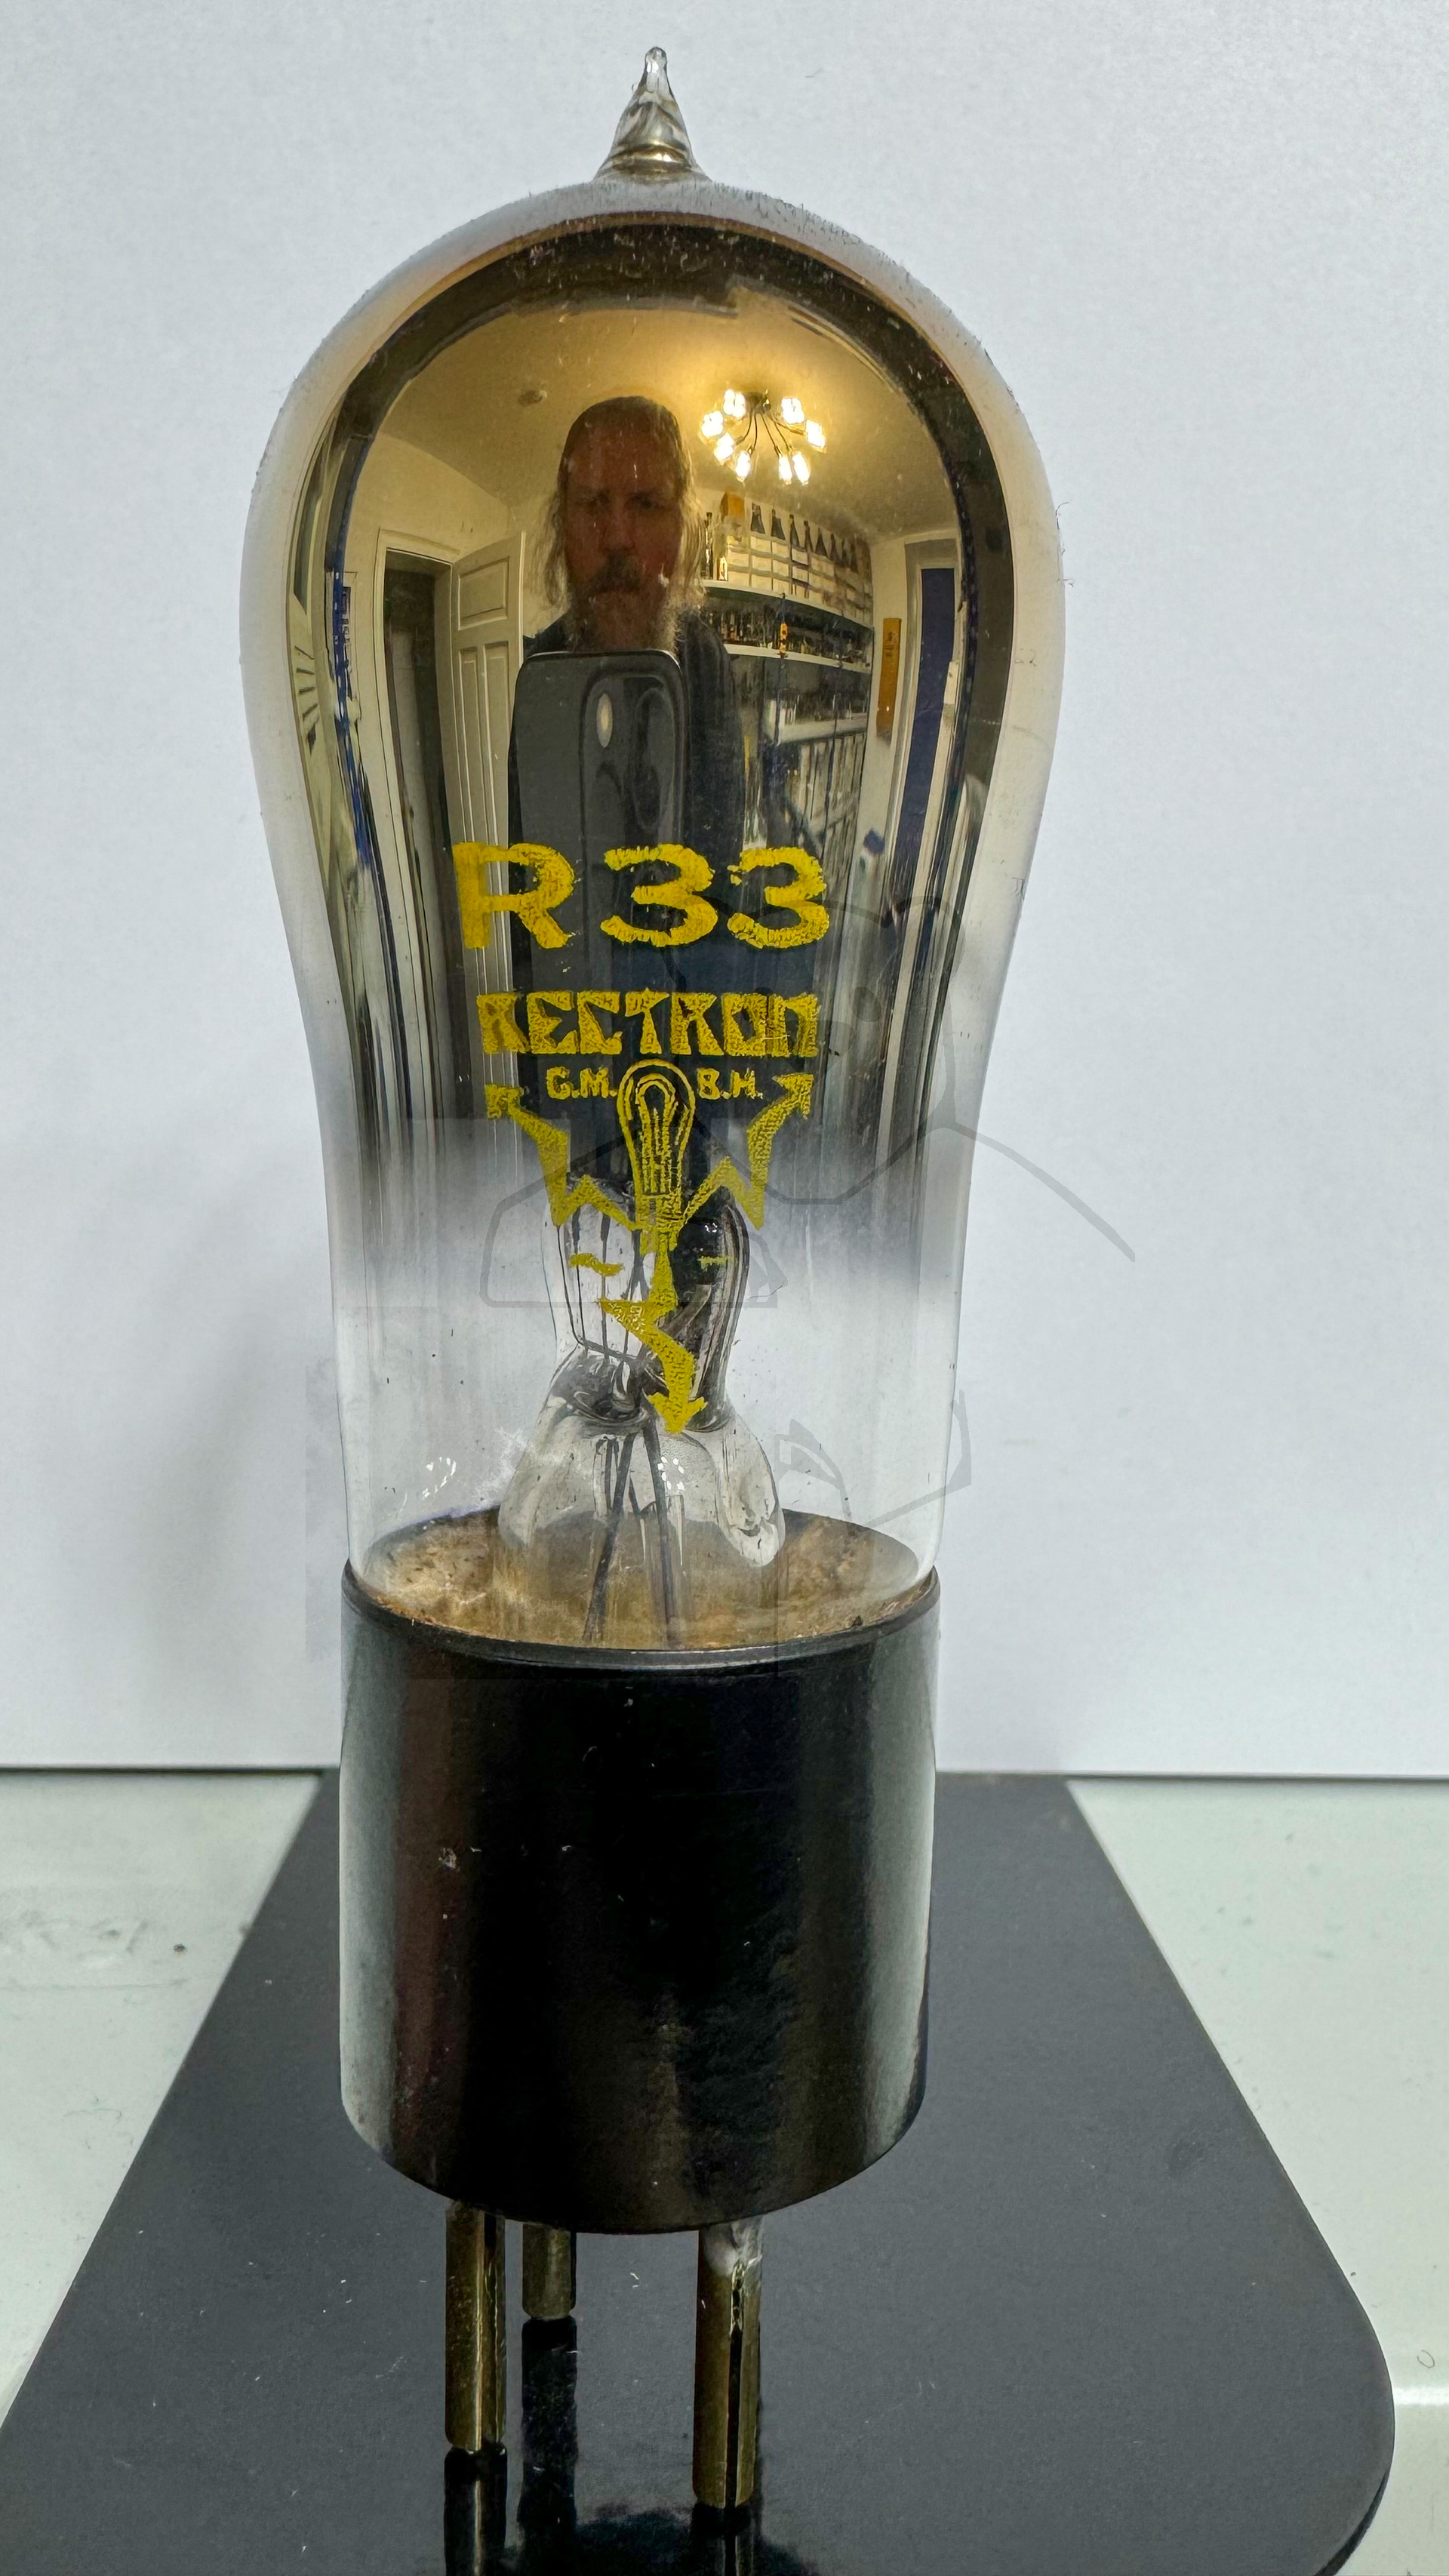 R33
RECTRON
G.M. B.H.
~ -